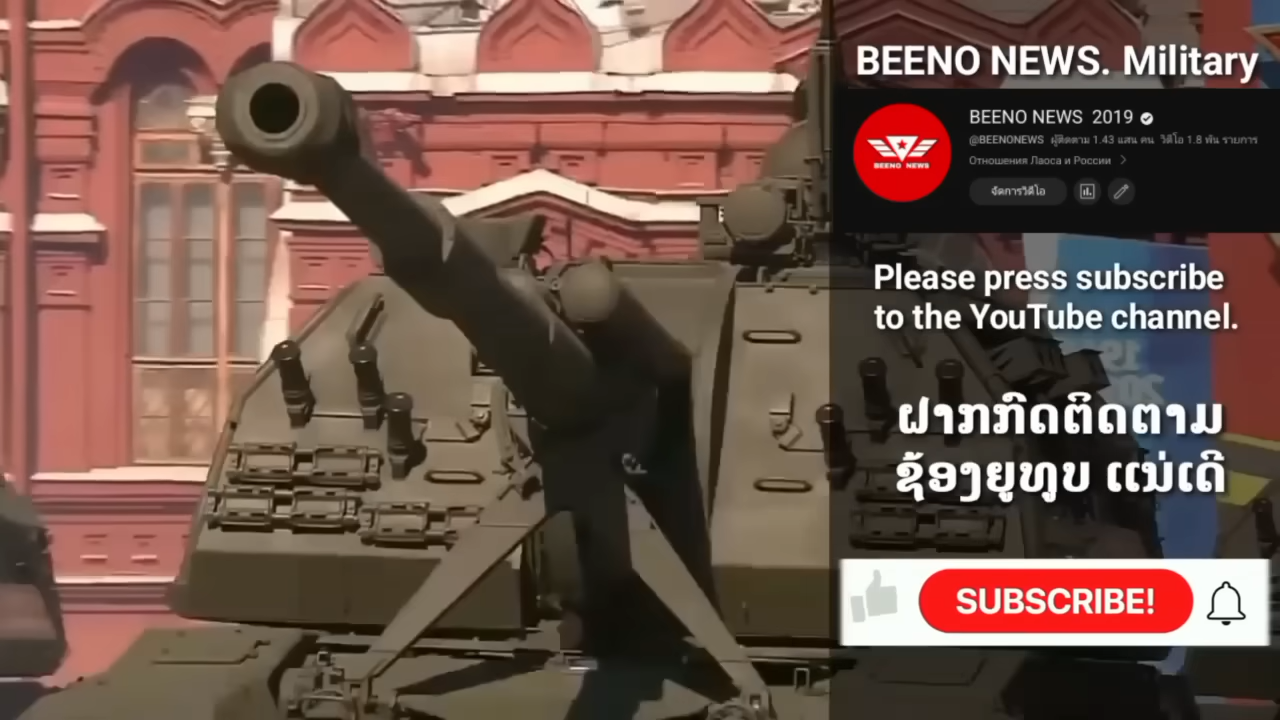 BEENO NEWS. Military
BEENO NEWS 2019
@BEENONEWS ผู้ติดตาม 1.43 แสน คน วิดีโอ 1.8 พัน รายการ
Отношения Лаоса и России
BEENO NEWS
จัดการวิดีโอ
Please press subscribe
to the YouTube channel.
ຝາກກົດຕິດຕາມ
ຊ້ອງຍູທູບ ແນ່ເດີ
SUBSCRIBE!